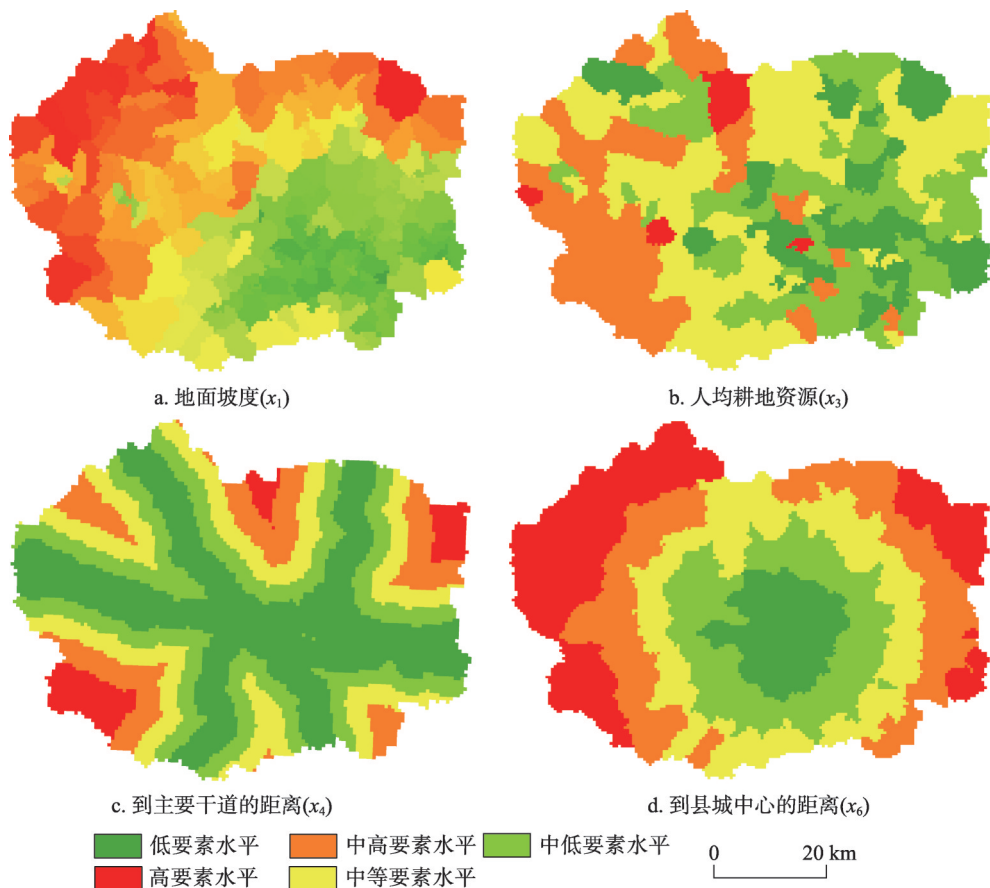 a. 地面坡度(x₁)
b. 人均耕地资源(x₃)
c. 到主要干道的距离(x₄)
d. 到县城中心的距离(x₆)
低要素水平
中高要素水平
中低要素水平
高要素水平
中等要素水平
0 20 km